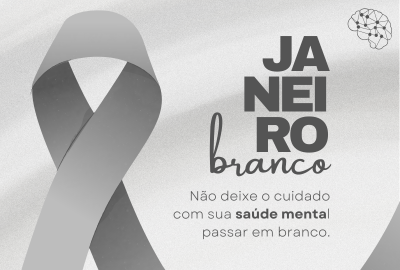 JA
NEI
RO
branco
Não deixe o cuidado
com sua saúde mental
passar em branco.